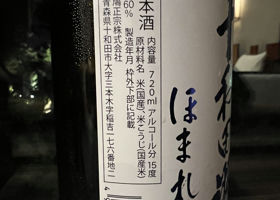 本酒
内容量 720ml アルコール分 15度
原材料名 米(国産)、米こうじ(国産米)
60% 製造年月 枠外下部に記載
陽正宗株式会社
青森県十和田市大字三本木字稲吉一七六番地二
ほまれ